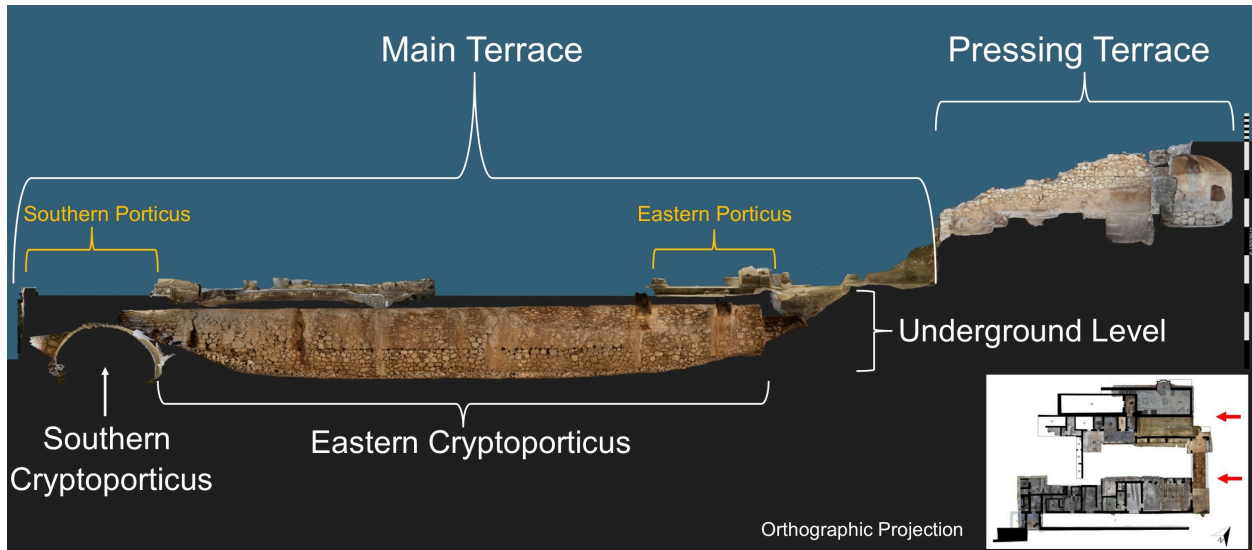 Main Terrace
Pressing Terrace
Southern Porticus
Eastern Porticus
Underground Level
Southern
Cryptoporticus
Eastern Cryptoporticus
Orthographic Projection